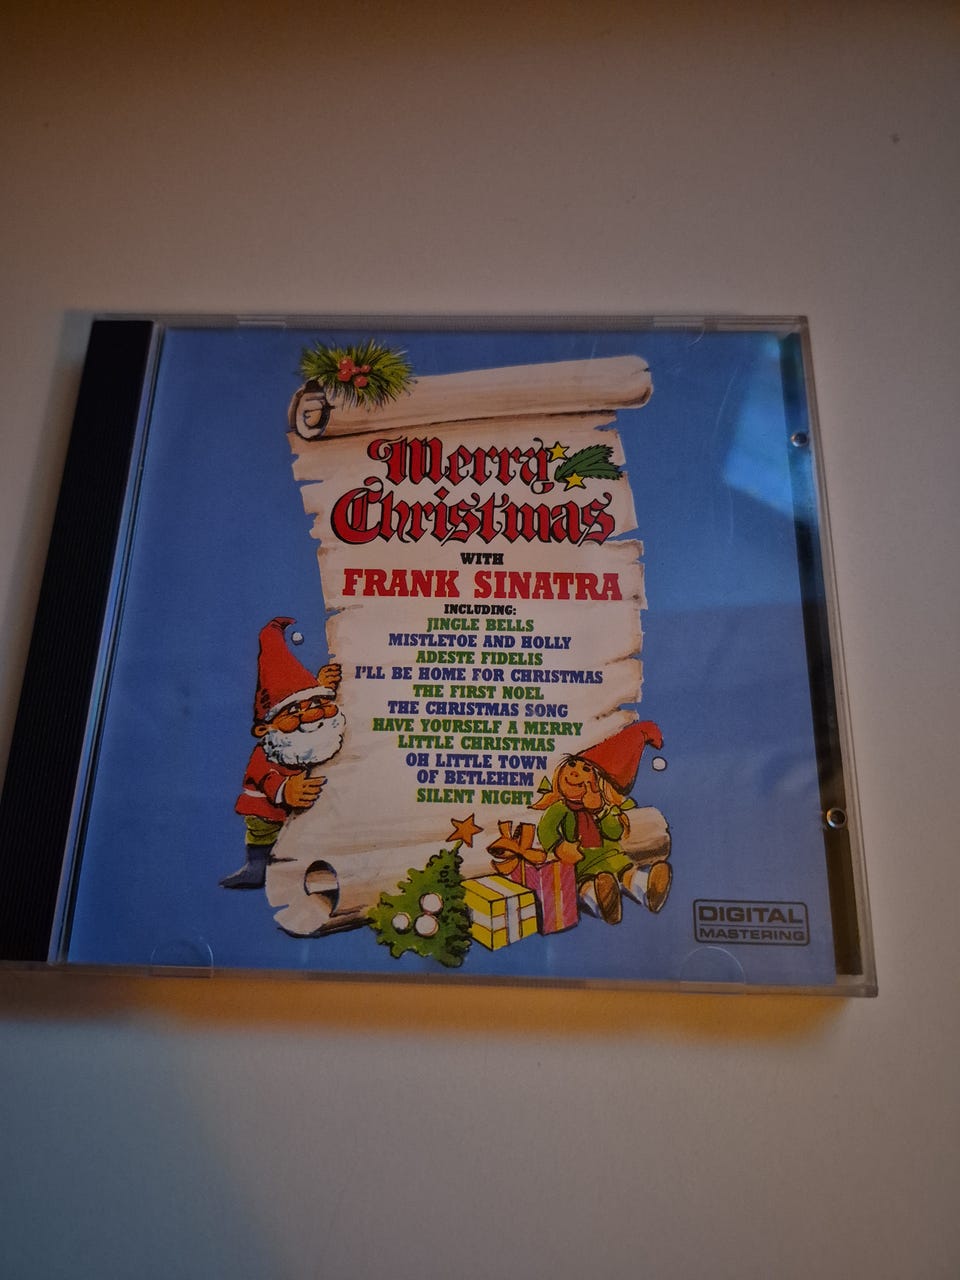 Merry
Christmas
WITH
FRANK SINATRA
INCLUDING:
JINGLE BELLS
MISTLETOE AND HOLLY
ADESTE FIDELIS
I'LL BE HOME FOR CHRISTMAS
THE FIRST NOEL
THE CHRISTMAS SONG
HAVE YOURSELF A MERRY
LITTLE CHRISTMAS
OH LITTLE TOWN
OF BETLEHEM
SILENT NIGHT
DIGITAL
MASTERING